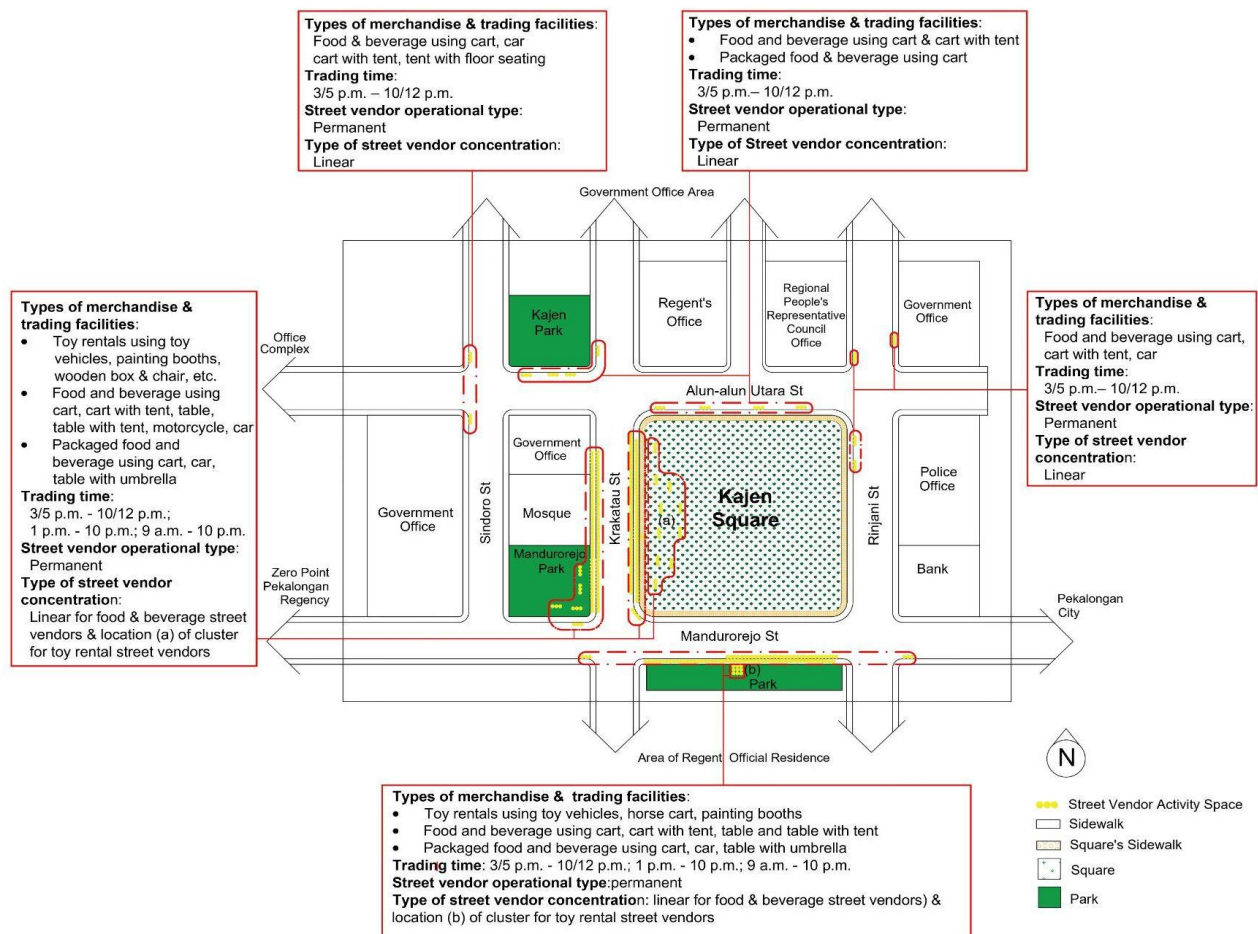 Types of merchandise & trading facilities:
Food & beverage using cart, car
cart with tent, tent with floor seating
Trading time:
3/5 p.m. – 10/12 p.m.
Street vendor operational type:
Permanent
Type of street vendor concentration:
Linear
Types of merchandise & trading facilities:
• Food and beverage using cart & cart with tent
• Packaged food & beverage using cart
Trading time:
3/5 p.m.– 10/12 p.m.
Street vendor operational type:
Permanent
Type of Street vendor concentration:
Linear
Government Office Area
Types of merchandise &
trading facilities:
• Toy rentals using toy
vehicles, painting booths,
wooden box & chair, etc.
• Food and beverage using
cart, cart with tent, table,
table with tent, motorcycle, car
• Packaged food and
beverage using cart, car,
table with umbrella
Trading time:
3/5 p.m. - 10/12 p.m.;
1 p.m. - 10 p.m.; 9 a.m. - 10 p.m.
Street vendor operational type:
Permanent
Type of street vendor
concentration:
Linear for food & beverage street
vendors & location (a) of cluster
for toy rental street vendors
Office
Complex
Kajen
Park
Regent's
Office
Regional
People's
Representative
Council
Office
Government
Office
Types of merchandise &
trading facilities:
Food and beverage using cart,
cart with tent, car
Trading time:
3/5 p.m.– 10/12 p.m.
Street vendor operational type:
Permanent
Type of street vendor
concentration:
Linear
Alun-alun Utara St
Government
Office
Sindoro St
Government
Office
Mosque
Mandurorejo
Park
Krakatau St
(a)
Kajen
Square
Rinjani St
Police
Office
Bank
Zero Point
Pekalongan
Regency
Pekalongan
City
Mandurorejo St
(b)
Park
Area of Regent Official Residence
Types of merchandise & trading facilities:
• Toy rentals using toy vehicles, horse cart, painting booths
• Food and beverage using cart, cart with tent, table and table with tent
• Packaged food and beverage using cart, car, table with umbrella
Trading time: 3/5 p.m. - 10/12 p.m.; 1 p.m. - 10 p.m.; 9 a.m. - 10 p.m.
Street vendor operational type:permanent
Type of street vendor concentration: linear for food & beverage street vendors) &
location (b) of cluster for toy rental street vendors
N
Street Vendor Activity Space
Sidewalk
Square's Sidewalk
Square
Park